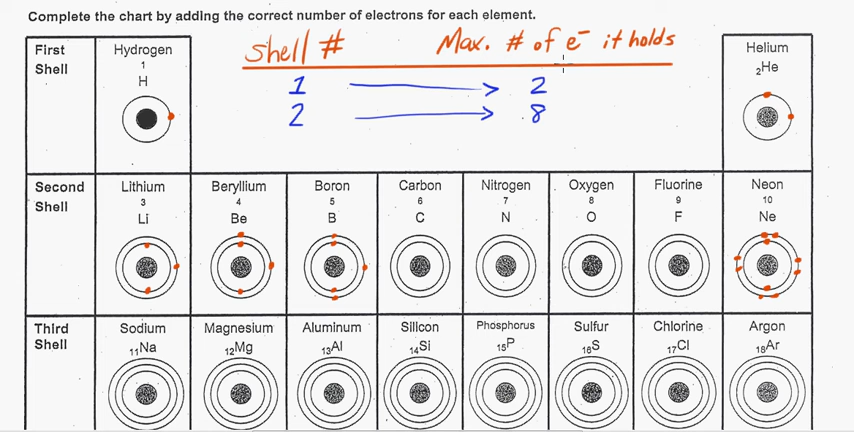 Complete the chart by adding the correct number of electrons for each element.
First Shell
Hydrogen
1
H
Shell # Max. # of e⁻ it holds
1 → 2
2 → 8
Helium
₂He
Second Shell
Lithium
3
Li
Beryllium
4
Be
Boron
5
B
Carbon
6
C
Nitrogen
7
N
Oxygen
8
O
Fluorine
9
F
Neon
10
Ne
Third Shell
Sodium
₁₁Na
Magnesium
₁₂Mg
Aluminum
₁₃Al
Silicon
₁₄Si
Phosphorus
₁₅P
Sulfur
₁₆S
Chlorine
₁₇Cl
Argon
₁₈Ar